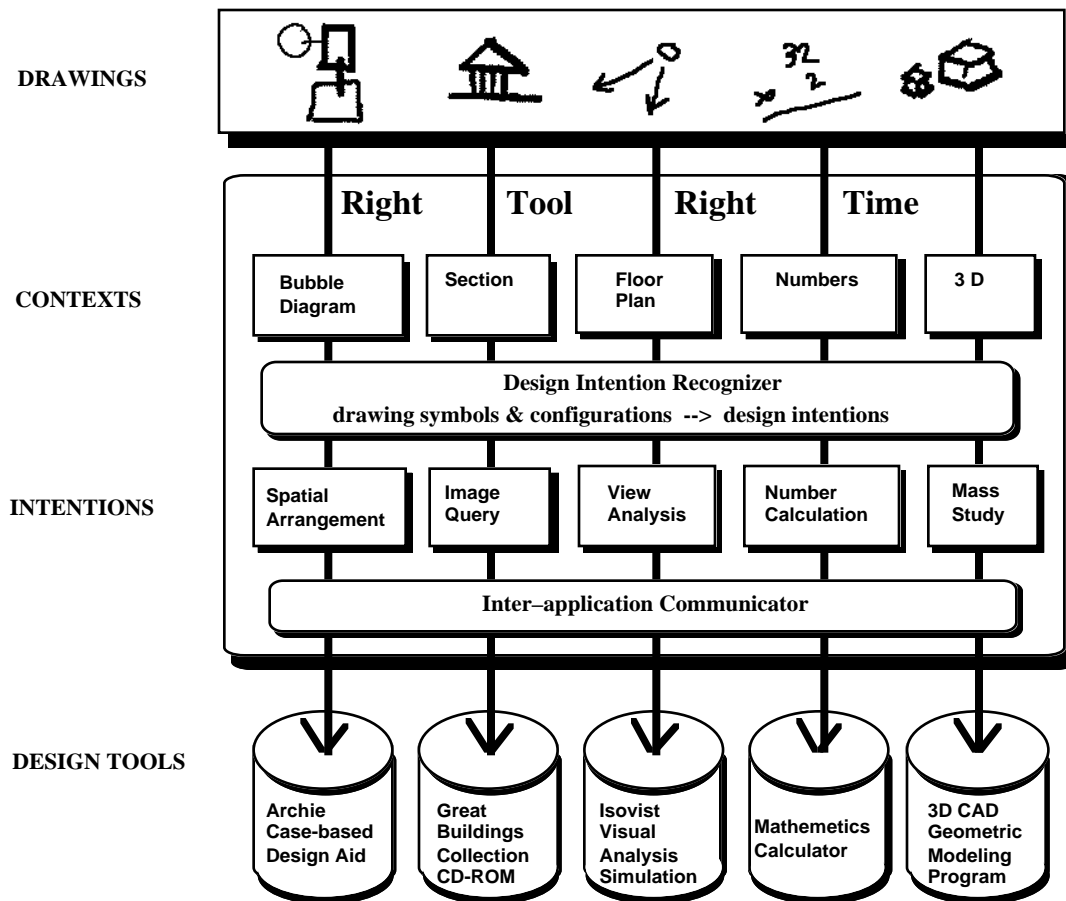 DRAWINGS
32
2
Right Tool Right Time
CONTEXTS
Bubble
Diagram
Section
Floor
Plan
Numbers
3 D
Design Intention Recognizer
drawing symbols & configurations --> design intentions
INTENTIONS
Spatial
Arrangement
Image
Query
View
Analysis
Number
Calculation
Mass
Study
Inter–application Communicator
DESIGN TOOLS
Archie
Case-based
Design Aid
Great
Buildings
Collection
CD-ROM
Isovist
Visual
Analysis
Simulation
Mathemetics
Calculator
3D CAD
Geometric
Modeling
Program